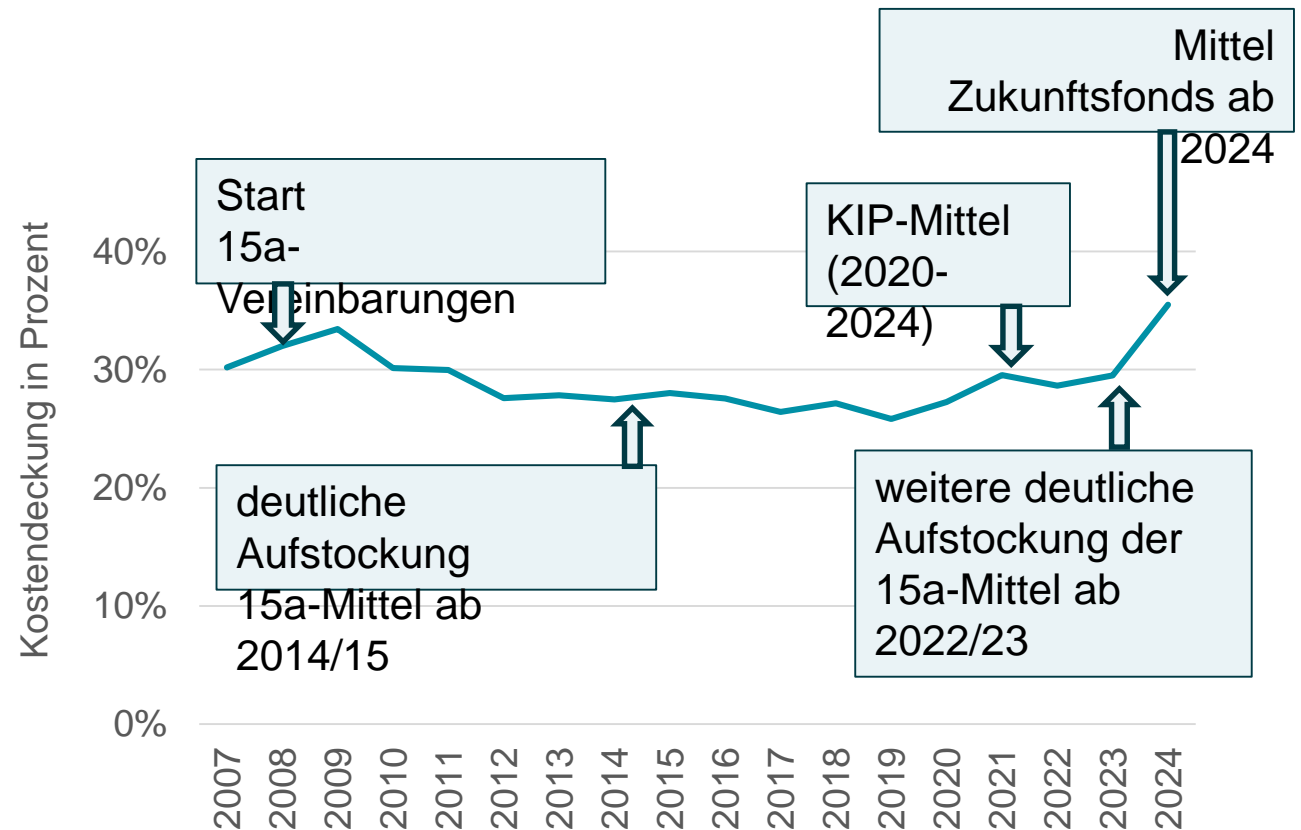 Mittel
Zukunftsfonds ab
2024
Start
15a-
Vereinbarungen
KIP-Mittel
(2020-
2024)
Kostendeckung in Prozent
40%
30%
20%
10%
0%
deutliche
Aufstockung
15a-Mittel ab
2014/15
weitere deutliche
Aufstockung der
15a-Mittel ab
2022/23
2007
2008
2009
2010
2011
2012
2013
2014
2015
2016
2017
2018
2019
2020
2021
2022
2023
2024